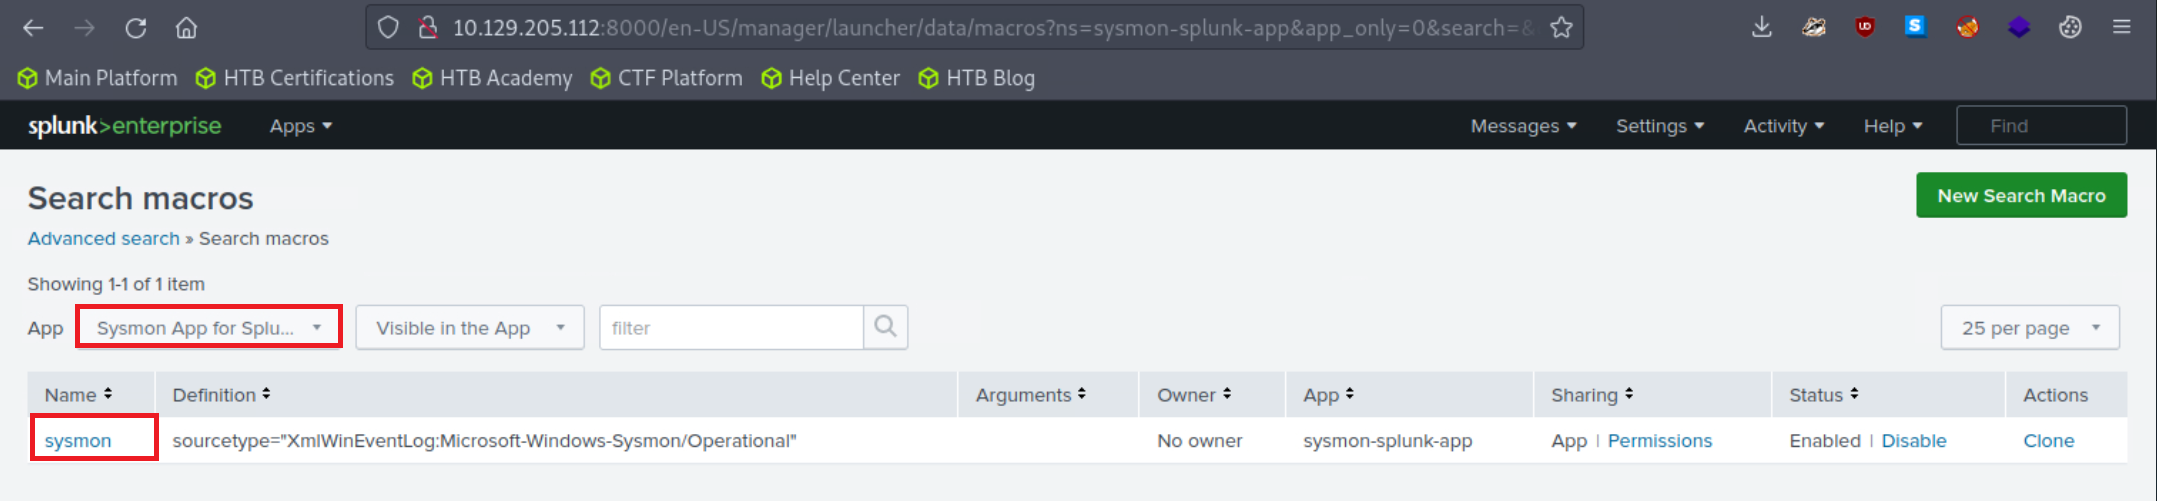 10.129.205.112:8000/en-US/manager/launcher/data/macros?ns=sysmon-splunk-app&app_only=0&search=&
Main Platform HTB Certifications HTB Academy CTF Platform Help Center HTB Blog
splunk>enterprise Apps Messages Settings Activity Help Find
Search macros New Search Macro
Advanced search » Search macros
Showing 1-1 of 1 item
App Sysmon App for Splu... Visible in the App filter 25 per page
Name Definition Arguments Owner App Sharing Status Actions
sysmon sourcetype="XmlWinEventLog:Microsoft-Windows-Sysmon/Operational" No owner sysmon-splunk-app App | Permissions Enabled | Disable Clone